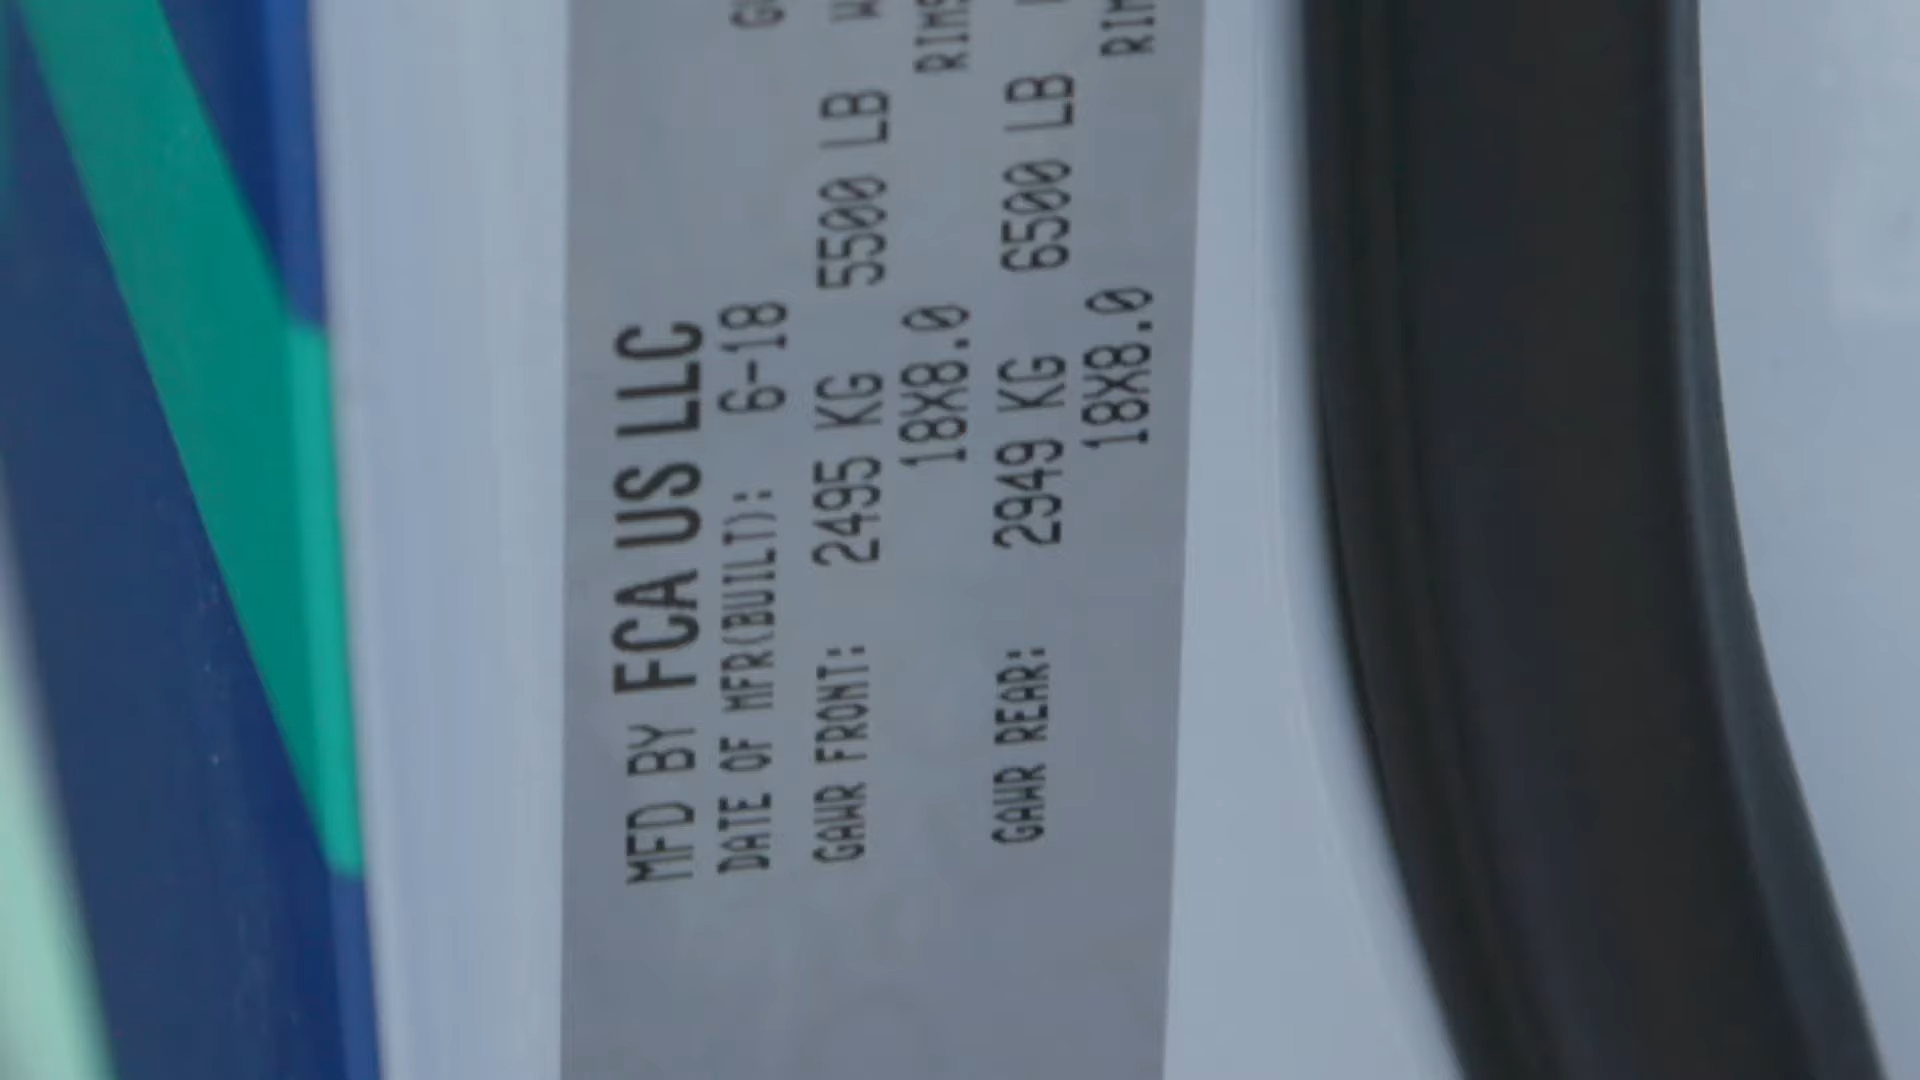 MFD BY FCA US LLC
DATE OF MFR(BUILT): 6-18
GAWR FRONT: 2495 KG 5500 LB
18X8.0 RIMS
GAWR REAR: 2949 KG 6500 LB
18X8.0